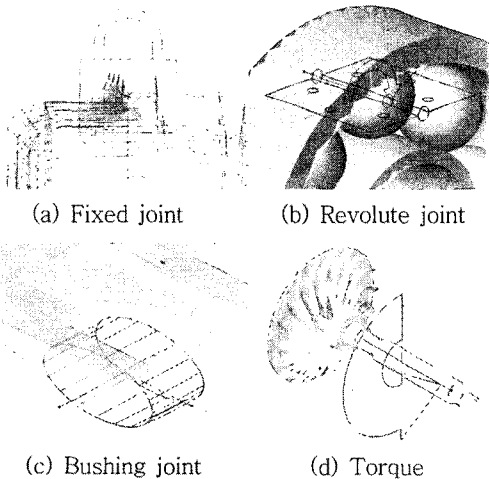 (a) Fixed joint
(b) Revolute joint
(c) Bushing joint
(d) Torque